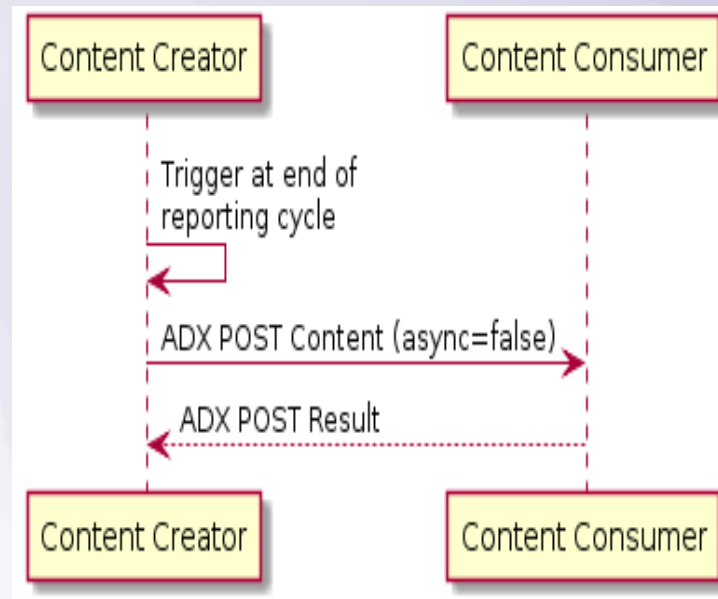 Content Creator
Content Consumer
Trigger at end of
reporting cycle
ADX POST Content (async=false)
ADX POST Result
Content Creator
Content Consumer